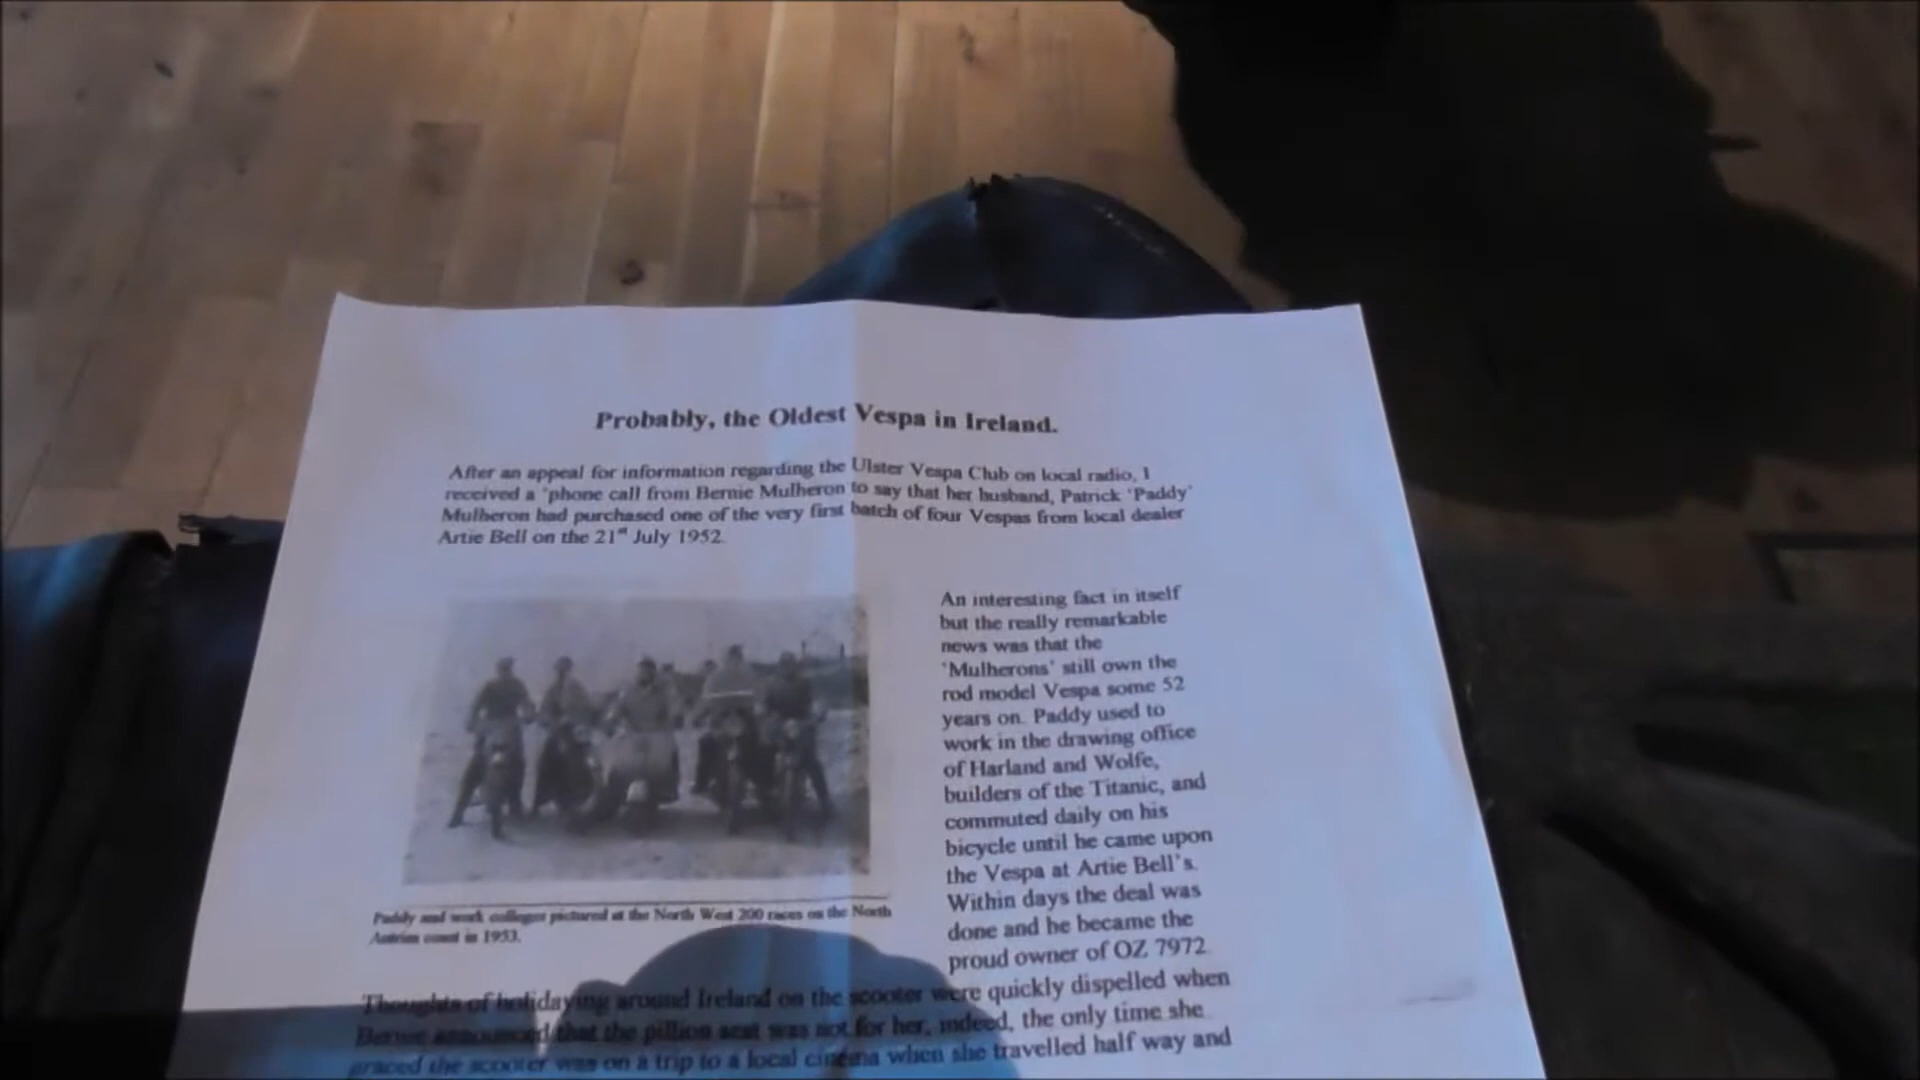 Probably, the Oldest Vespa in Ireland.
After an appeal for information regarding the Ulster Vespa Club on local radio, I
received a 'phone call from Bernie Mulheron to say that her husband, Patrick 'Paddy'
Mulheron had purchased one of the very first batch of four Vespas from local dealer
Artie Bell on the 21st July 1952.
An interesting fact in itself
but the really remarkable
news was that the
'Mulherons' still own the
rod model Vespa some 52
years on. Paddy used to
work in the drawing office
of Harland and Wolfe,
builders of the Titanic, and
commuted daily on his
bicycle until he came upon
the Vespa at Artie Bell's.
Within days the deal was
done and he became the
proud owner of OZ 7972.
Paddy and work colleges pictured at the North West 200 races on the North
Antrim coast in 1953.
Thoughts of holidaying around Ireland on the scooter were quickly dispelled when
Bernie announced that the pillion seat was not for her, indeed, the only time she
graced the scooter was on a trip to a local cinema when she travelled half way and